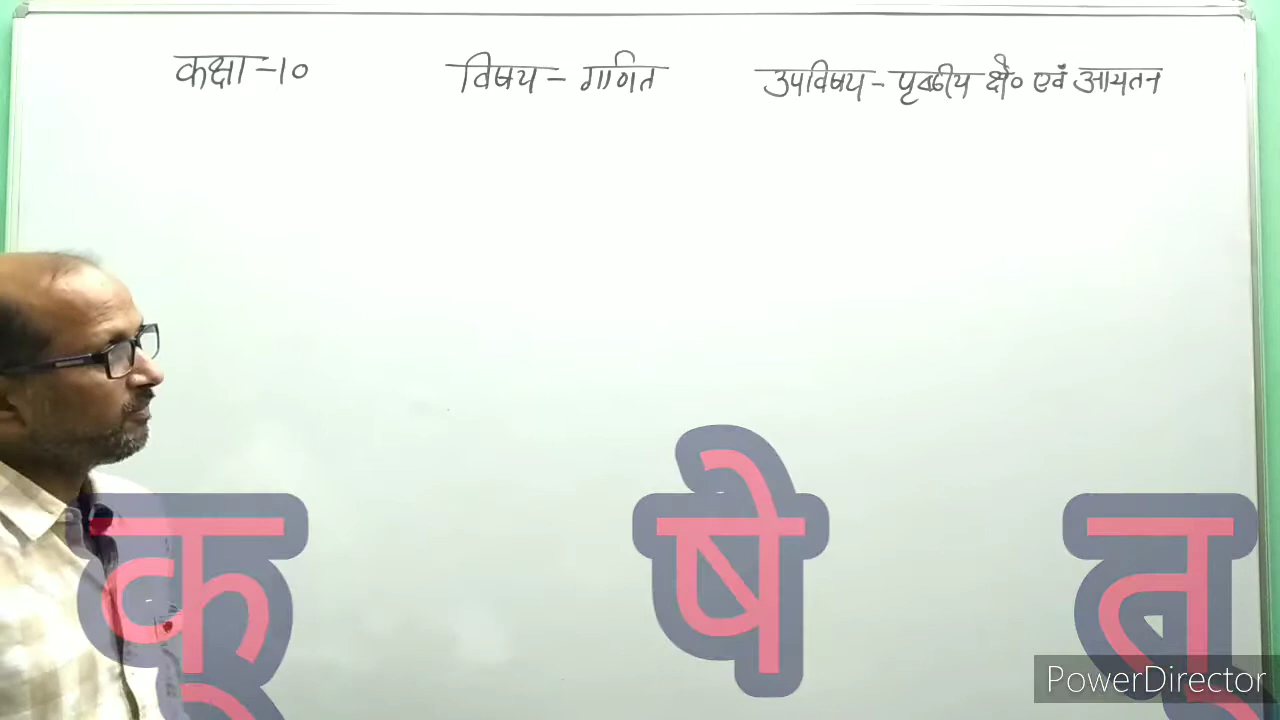 कक्षा-10 विषय - गणित उपविषय - पृष्ठीय क्षे० एवं आयतन
क षे त
PowerDirector